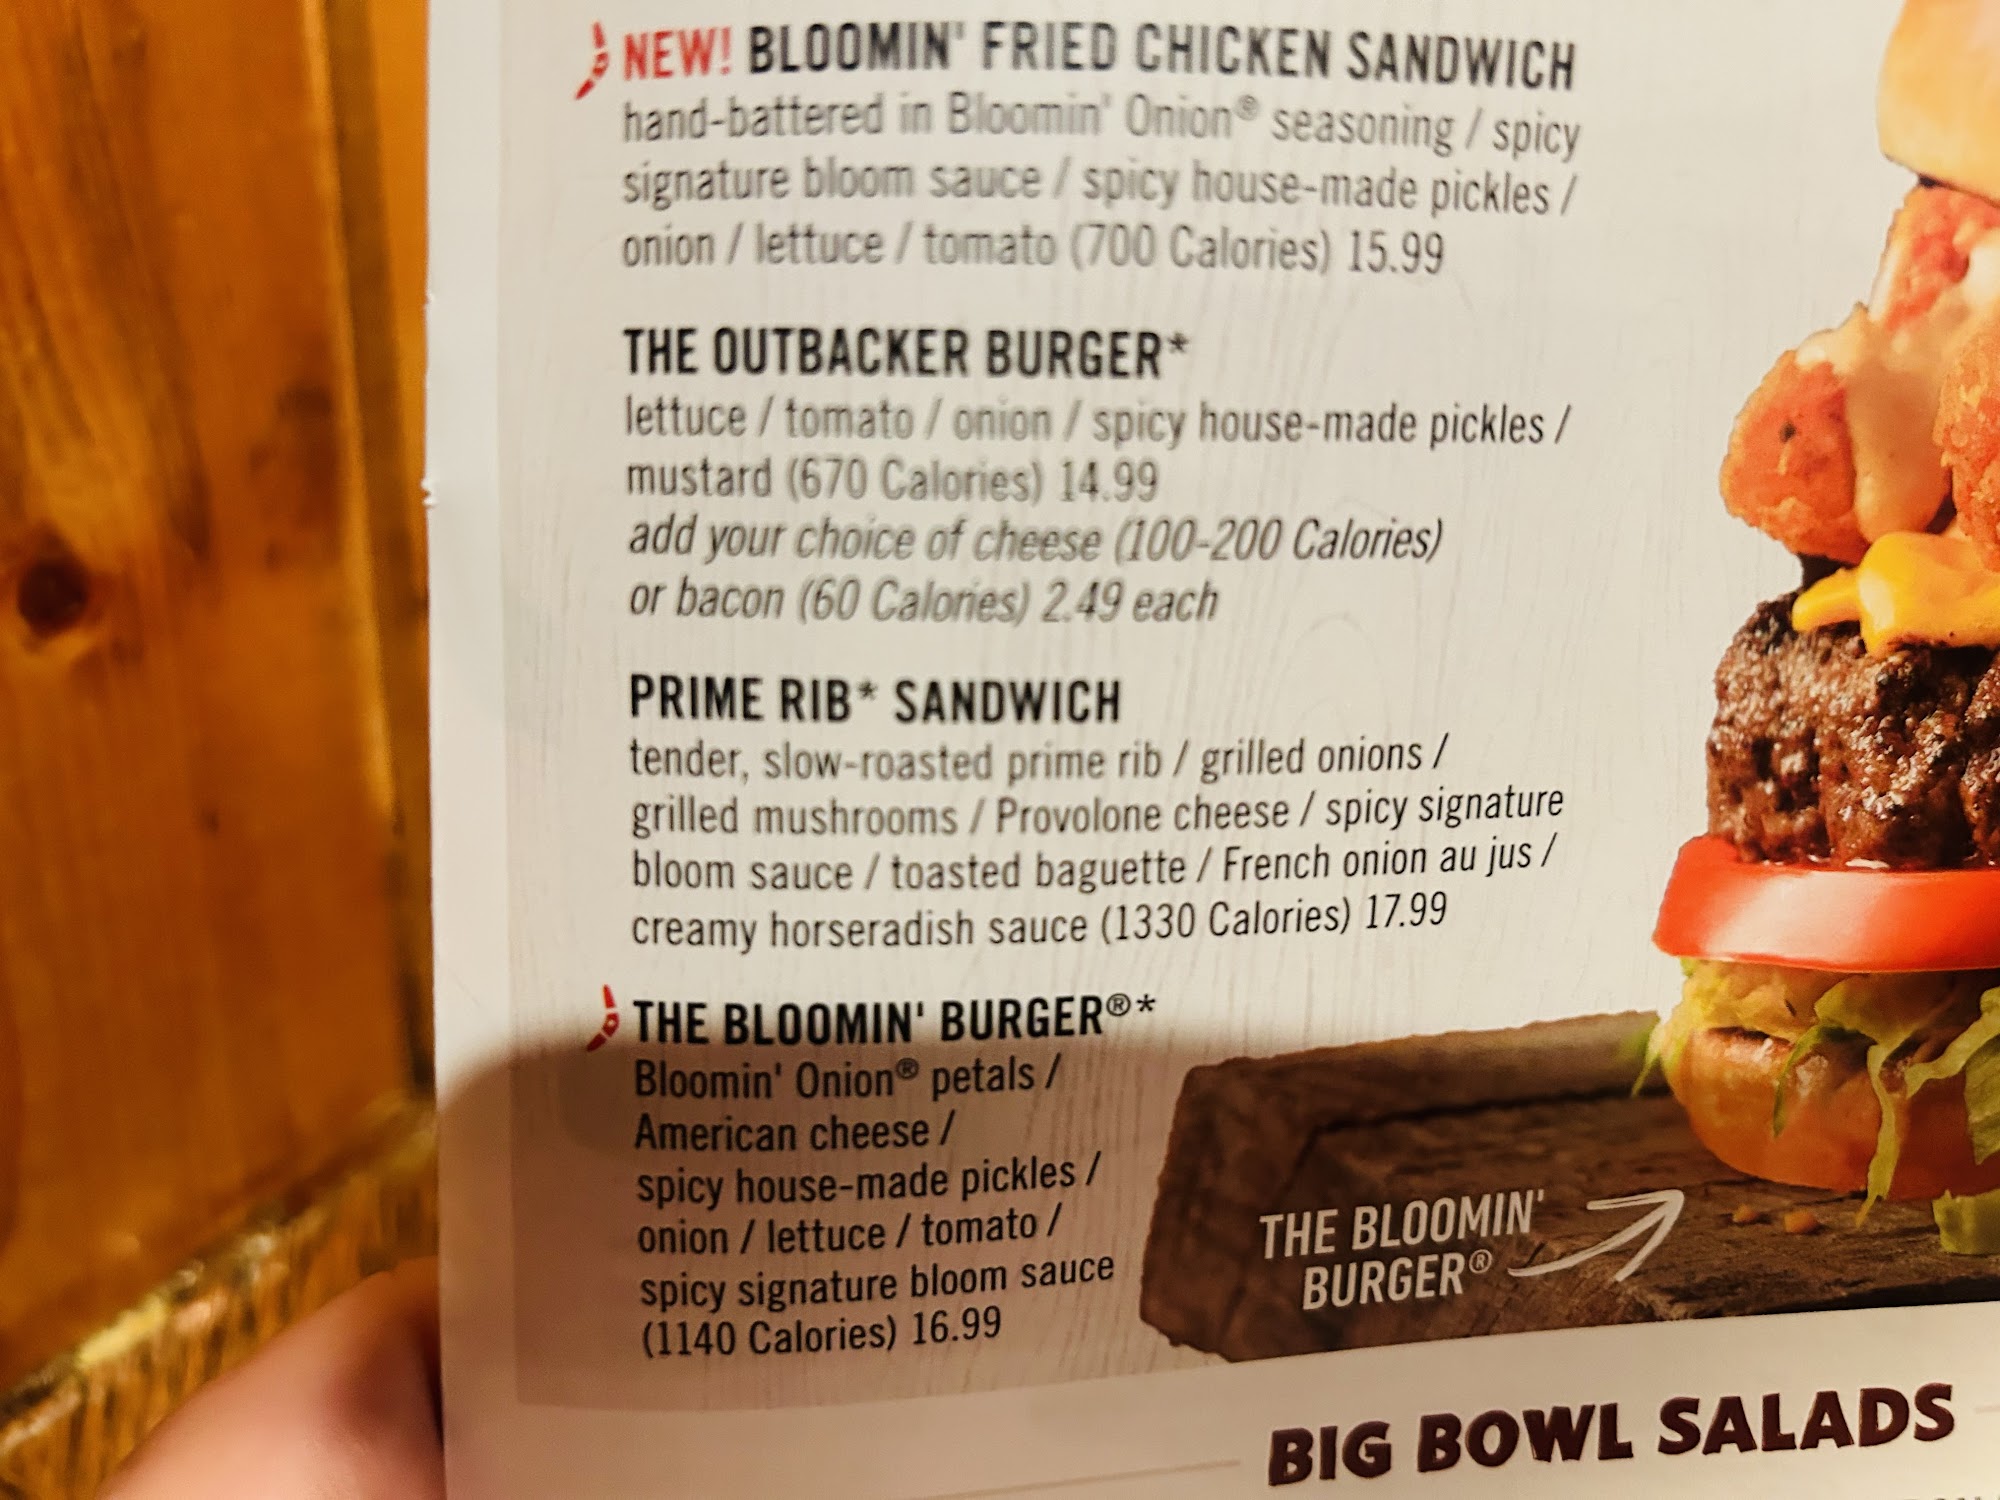 NEW! BLOOMIN' FRIED CHICKEN SANDWICH
hand-battered in Bloomin' Onion® seasoning / spicy
signature bloom sauce / spicy house-made pickles /
onion / lettuce / tomato (700 Calories) 15.99
THE OUTBACKER BURGER*
lettuce / tomato / onion / spicy house-made pickles /
mustard (670 Calories) 14.99
add your choice of cheese (100-200 Calories)
or bacon (60 Calories) 2.49 each
PRIME RIB* SANDWICH
tender, slow-roasted prime rib / grilled onions /
grilled mushrooms / Provolone cheese / spicy signature
bloom sauce / toasted baguette / French onion au jus /
creamy horseradish sauce (1330 Calories) 17.99
THE BLOOMIN' BURGER®*
Bloomin' Onion® petals /
American cheese /
spicy house-made pickles /
onion / lettuce / tomato /
spicy signature bloom sauce
(1140 Calories) 16.99
THE BLOOMIN'
BURGER®
BIG BOWL SALADS